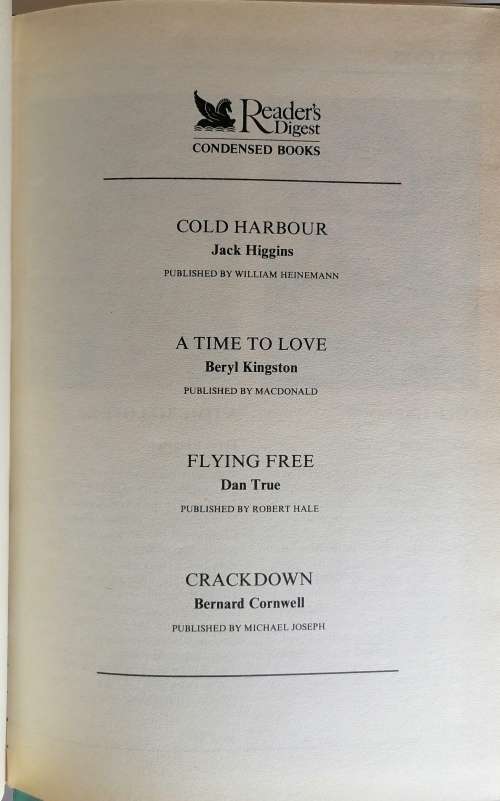 Reader's
Digest
CONDENSED BOOKS
COLD HARBOUR
Jack Higgins
PUBLISHED BY WILLIAM HEINEMANN
A TIME TO LOVE
Beryl Kingston
PUBLISHED BY MACDONALD
FLYING FREE
Dan True
PUBLISHED BY ROBERT HALE
CRACKDOWN
Bernard Cornwell
PUBLISHED BY MICHAEL JOSEPH